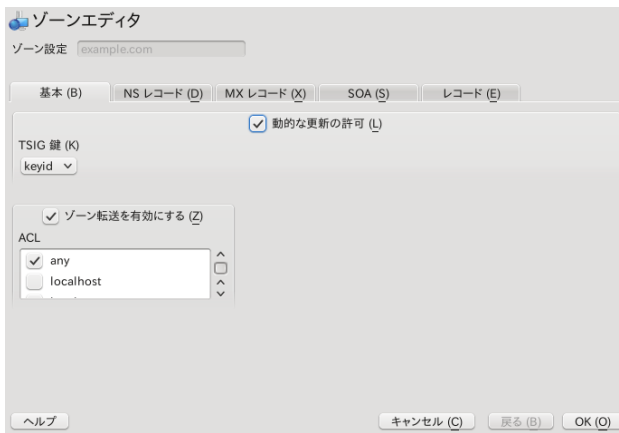 ゾーンエディタ
ゾーン設定 example.com
基本 (B) NS レコード (D) MX レコード (X) SOA (S) レコード (E)
動的な更新の許可 (L)
TSIG 鍵 (K)
keyid
ゾーン転送を有効にする (Z)
ACL
any
localhost
ヘルプ キャンセル (C) 戻る (B) OK (O)